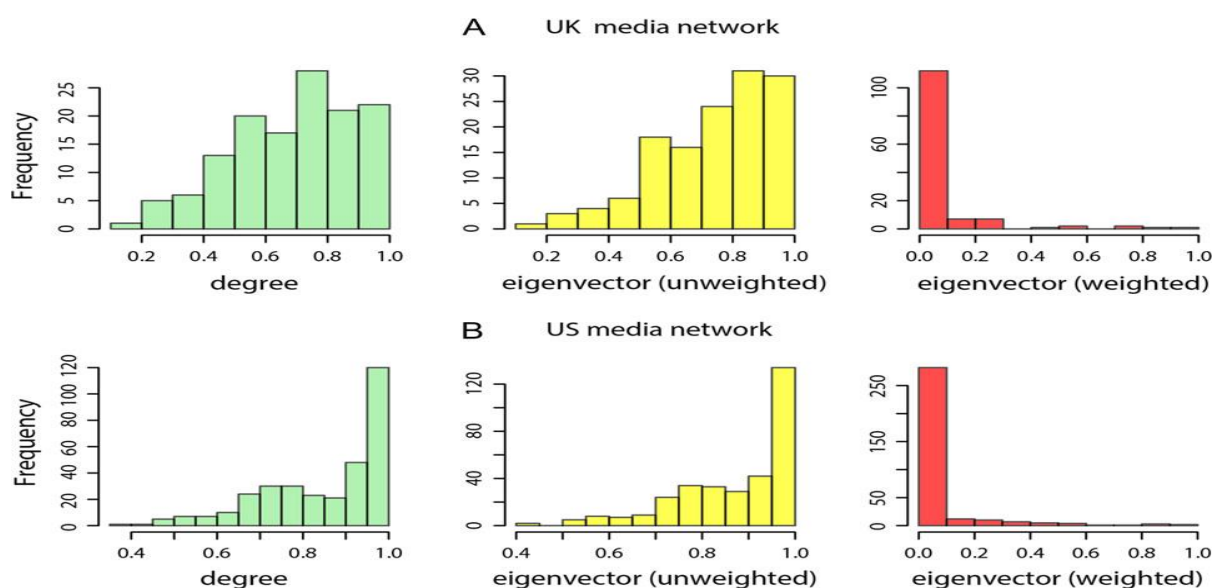 A UK media network
Frequency
0 5 10 15 20 25
0.2 0.4 0.6 0.8 1.0
degree
0 5 10 15 20 25 30
0.2 0.4 0.6 0.8 1.0
eigenvector (unweighted)
0 20 60 100
0.0 0.2 0.4 0.6 0.8 1.0
eigenvector (weighted)
B US media network
Frequency
0 20 40 60 80 100 120
0.4 0.6 0.8 1.0
degree
0 40 80 120
0.4 0.6 0.8 1.0
eigenvector (unweighted)
0 50 150 250
0.0 0.2 0.4 0.6 0.8 1.0
eigenvector (weighted)